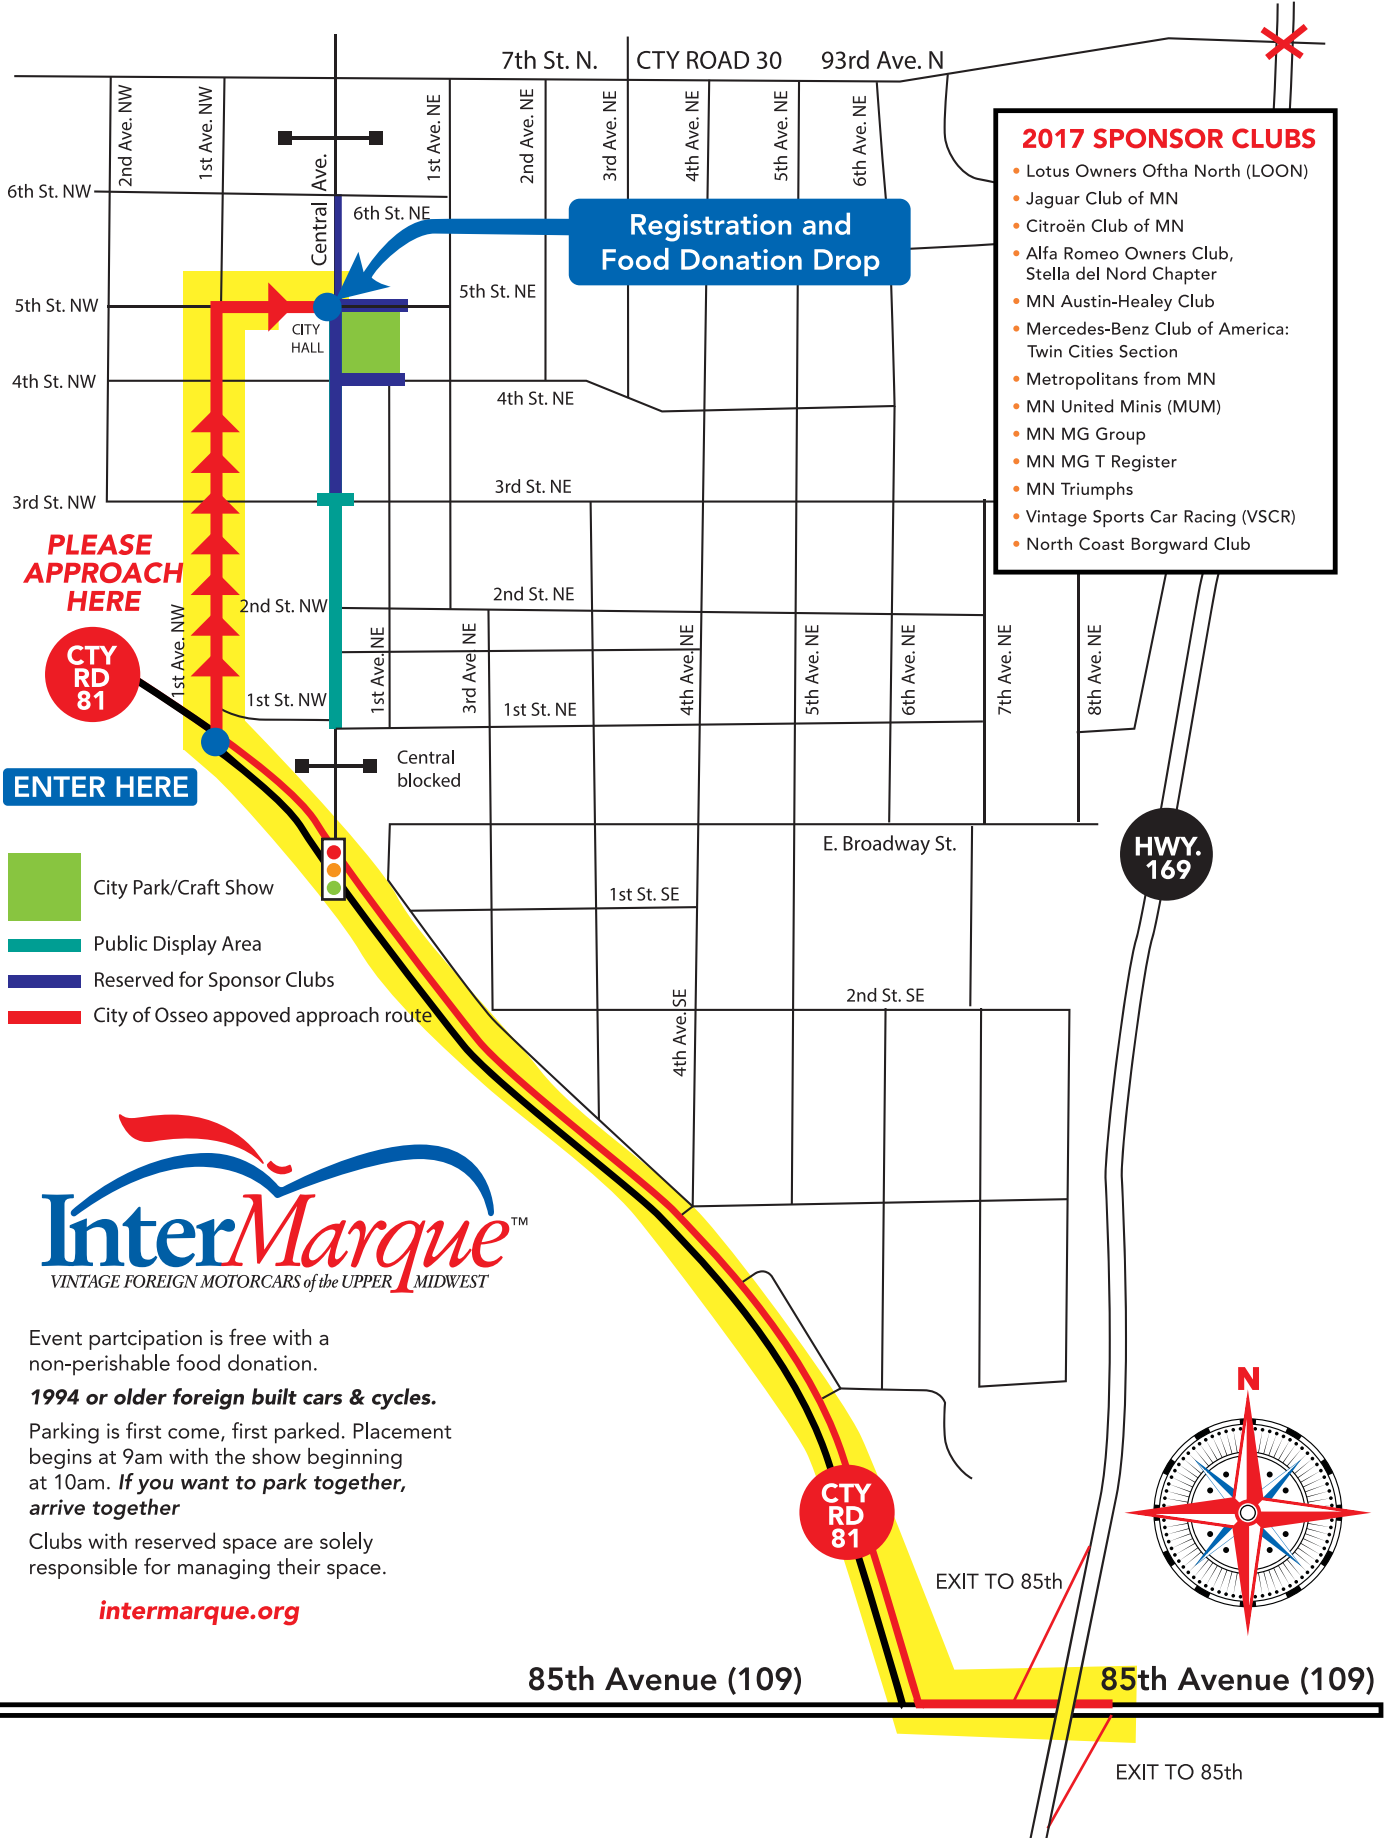 7th St. N.
CTY ROAD 30
93rd Ave. N
2nd Ave. NW
1st Ave. NW
Central Ave.
1st Ave. NE
2nd Ave. NE
3rd Ave. NE
4th Ave. NE
5th Ave. NE
6th Ave. NE
6th St. NW
6th St. NE
Registration and
Food Donation Drop
5th St. NW
5th St. NE
CITY
HALL
4th St. NW
4th St. NE
3rd St. NW
3rd St. NE
2017 SPONSOR CLUBS
• Lotus Owners Oftha North (LOON)
• Jaguar Club of MN
• Citroën Club of MN
• Alfa Romeo Owners Club,
Stella del Nord Chapter
• MN Austin-Healey Club
• Mercedes-Benz Club of America:
Twin Cities Section
• Metropolitans from MN
• MN United Minis (MUM)
• MN MG Group
• MN MG T Register
• MN Triumphs
• Vintage Sports Car Racing (VSCR)
• North Coast Borgward Club
PLEASE
APPROACH
HERE
CTY
RD
81
1st Ave. NW
2nd St. NW
2nd St. NE
1st St. NW
1st St. NE
1st Ave. NE
3rd Ave. NE
4th Ave. NE
5th Ave. NE
6th Ave. NE
7th Ave. NE
8th Ave. NE
ENTER HERE
Central
blocked
E. Broadway St.
HWY.
169
1st St. SE
2nd St. SE
4th Ave. SE
City Park/Craft Show
Public Display Area
Reserved for Sponsor Clubs
City of Osseo appoved approach route
InterMarque™
VINTAGE FOREIGN MOTORCARS of the UPPER MIDWEST
Event partcipation is free with a
non-perishable food donation.
1994 or older foreign built cars & cycles.
Parking is first come, first parked. Placement
begins at 9am with the show beginning
at 10am. If you want to park together,
arrive together
Clubs with reserved space are solely
responsible for managing their space.
intermarque.org
N
CTY
RD
81
EXIT TO 85th
85th Avenue (109)
85th Avenue (109)
EXIT TO 85th